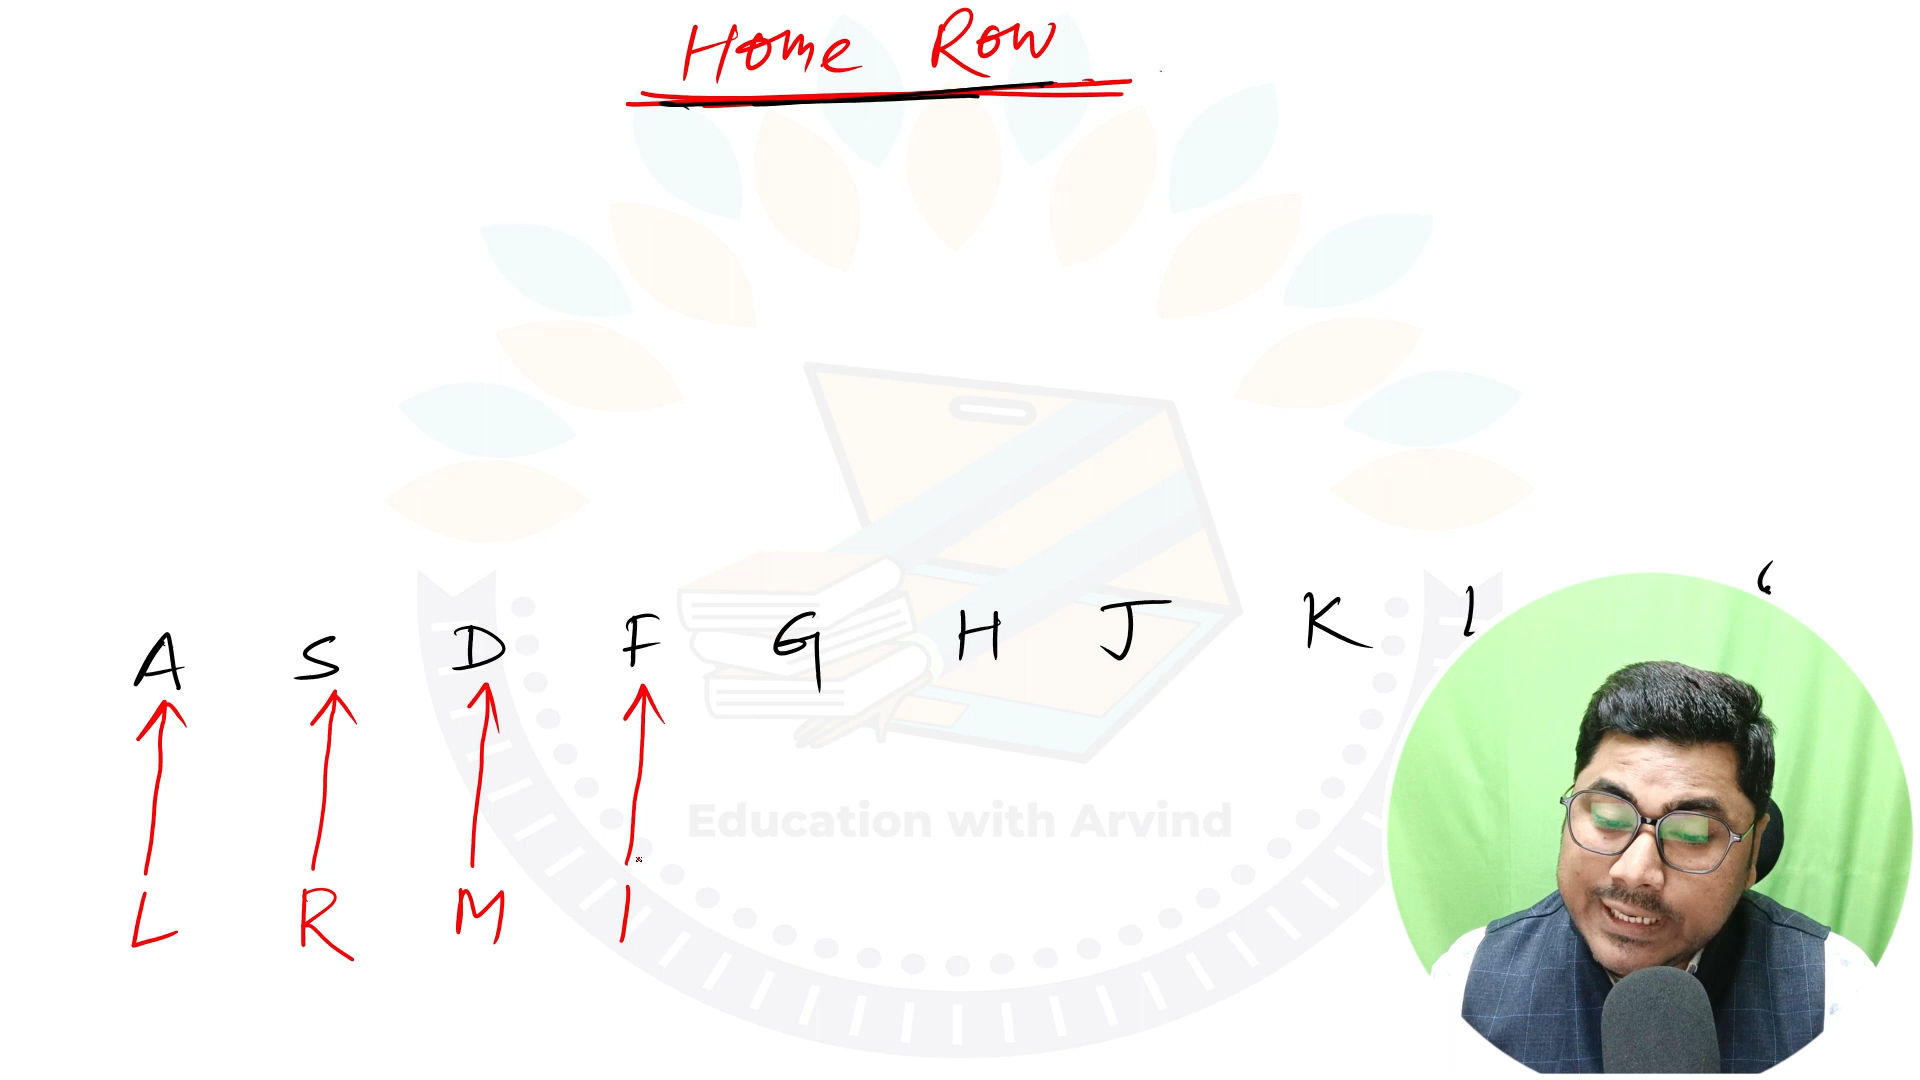 Home Row
A S D F G H J K
Education with Arvind
L R M I